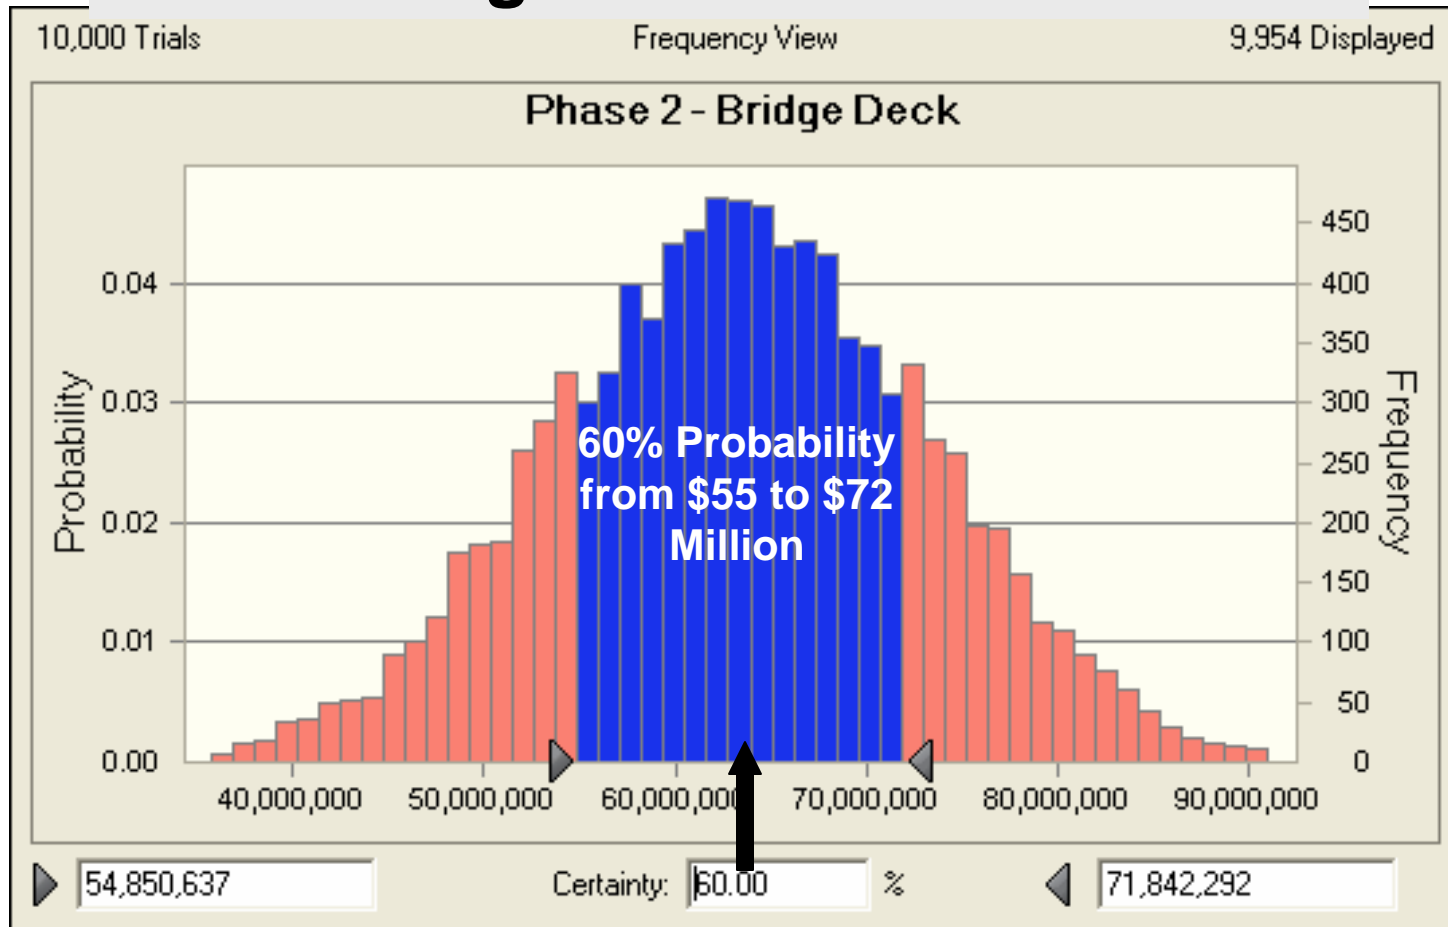 10,000 Trials Frequency View 9,954 Displayed
Phase 2 - Bridge Deck
Probability
0.04
0.03
0.02
0.01
0.00
60% Probability
from $55 to $72
Million
450
400
350
300
250
200
150
100
50
0
Frequency
40,000,000 50,000,000 60,000,000 70,000,000 80,000,000 90,000,000
54,850,637 Certainty: 60.00 % 71,842,292